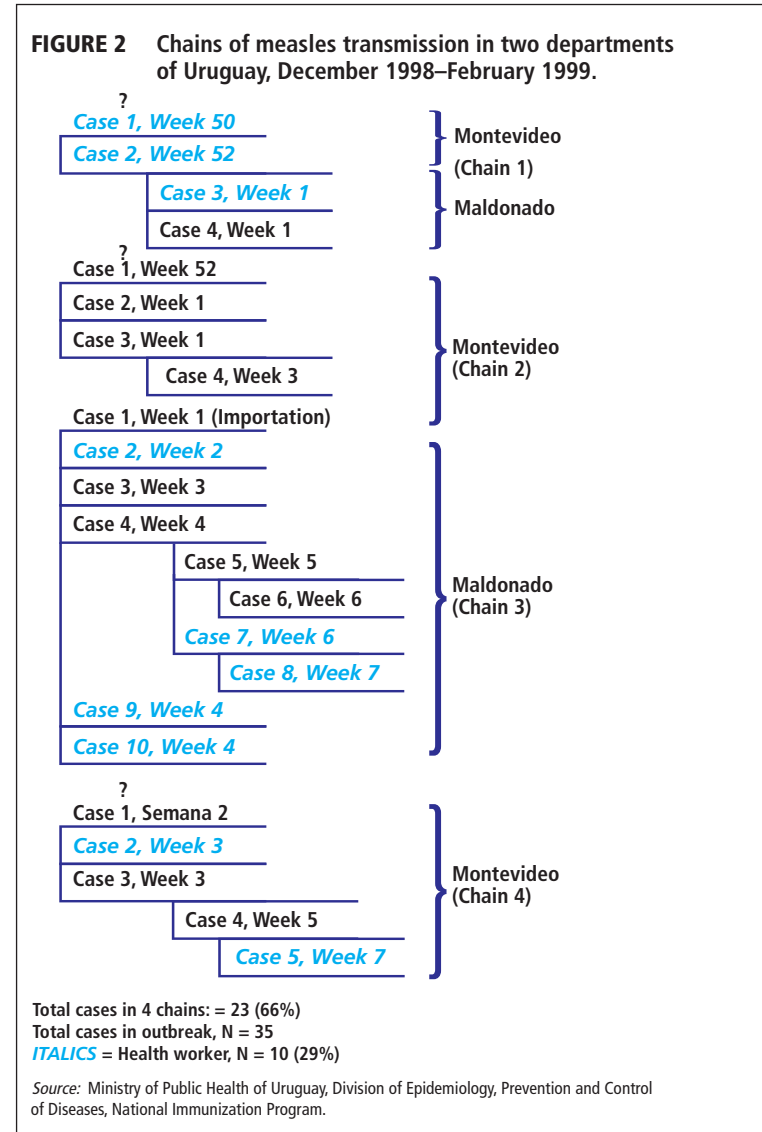 FIGURE 2 Chains of measles transmission in two departments
of Uruguay, December 1998–February 1999.
?
Case 1, Week 50
Case 2, Week 52
Montevideo
(Chain 1)
Case 3, Week 1
Case 4, Week 1
Maldonado
?
Case 1, Week 52
Case 2, Week 1
Case 3, Week 1
Case 4, Week 3
Montevideo
(Chain 2)
Case 1, Week 1 (Importation)
Case 2, Week 2
Case 3, Week 3
Case 4, Week 4
Case 5, Week 5
Case 6, Week 6
Case 7, Week 6
Case 8, Week 7
Case 9, Week 4
Case 10, Week 4
Maldonado
(Chain 3)
?
Case 1, Semana 2
Case 2, Week 3
Case 3, Week 3
Case 4, Week 5
Case 5, Week 7
Montevideo
(Chain 4)
Total cases in 4 chains: = 23 (66%)
Total cases in outbreak, N = 35
ITALICS = Health worker, N = 10 (29%)
Source: Ministry of Public Health of Uruguay, Division of Epidemiology, Prevention and Control
of Diseases, National Immunization Program.